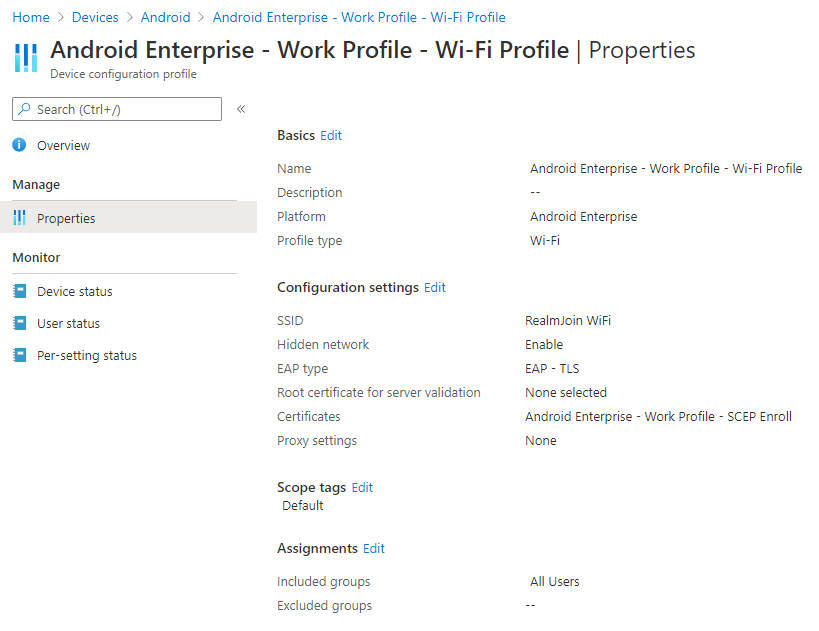 Home > Devices > Android > Android Enterprise - Work Profile - Wi-Fi Profile
Android Enterprise - Work Profile - Wi-Fi Profile | Properties
Device configuration profile
Search (Ctrl+/)
«
Overview
Manage
Properties
Monitor
Device status
User status
Per-setting status
Basics Edit
Name Android Enterprise - Work Profile - Wi-Fi Profile
Description --
Platform Android Enterprise
Profile type Wi-Fi
Configuration settings Edit
SSID RealmJoin WiFi
Hidden network Enable
EAP type EAP - TLS
Root certificate for server validation None selected
Certificates Android Enterprise - Work Profile - SCEP Enroll
Proxy settings None
Scope tags Edit
Default
Assignments Edit
Included groups All Users
Excluded groups --